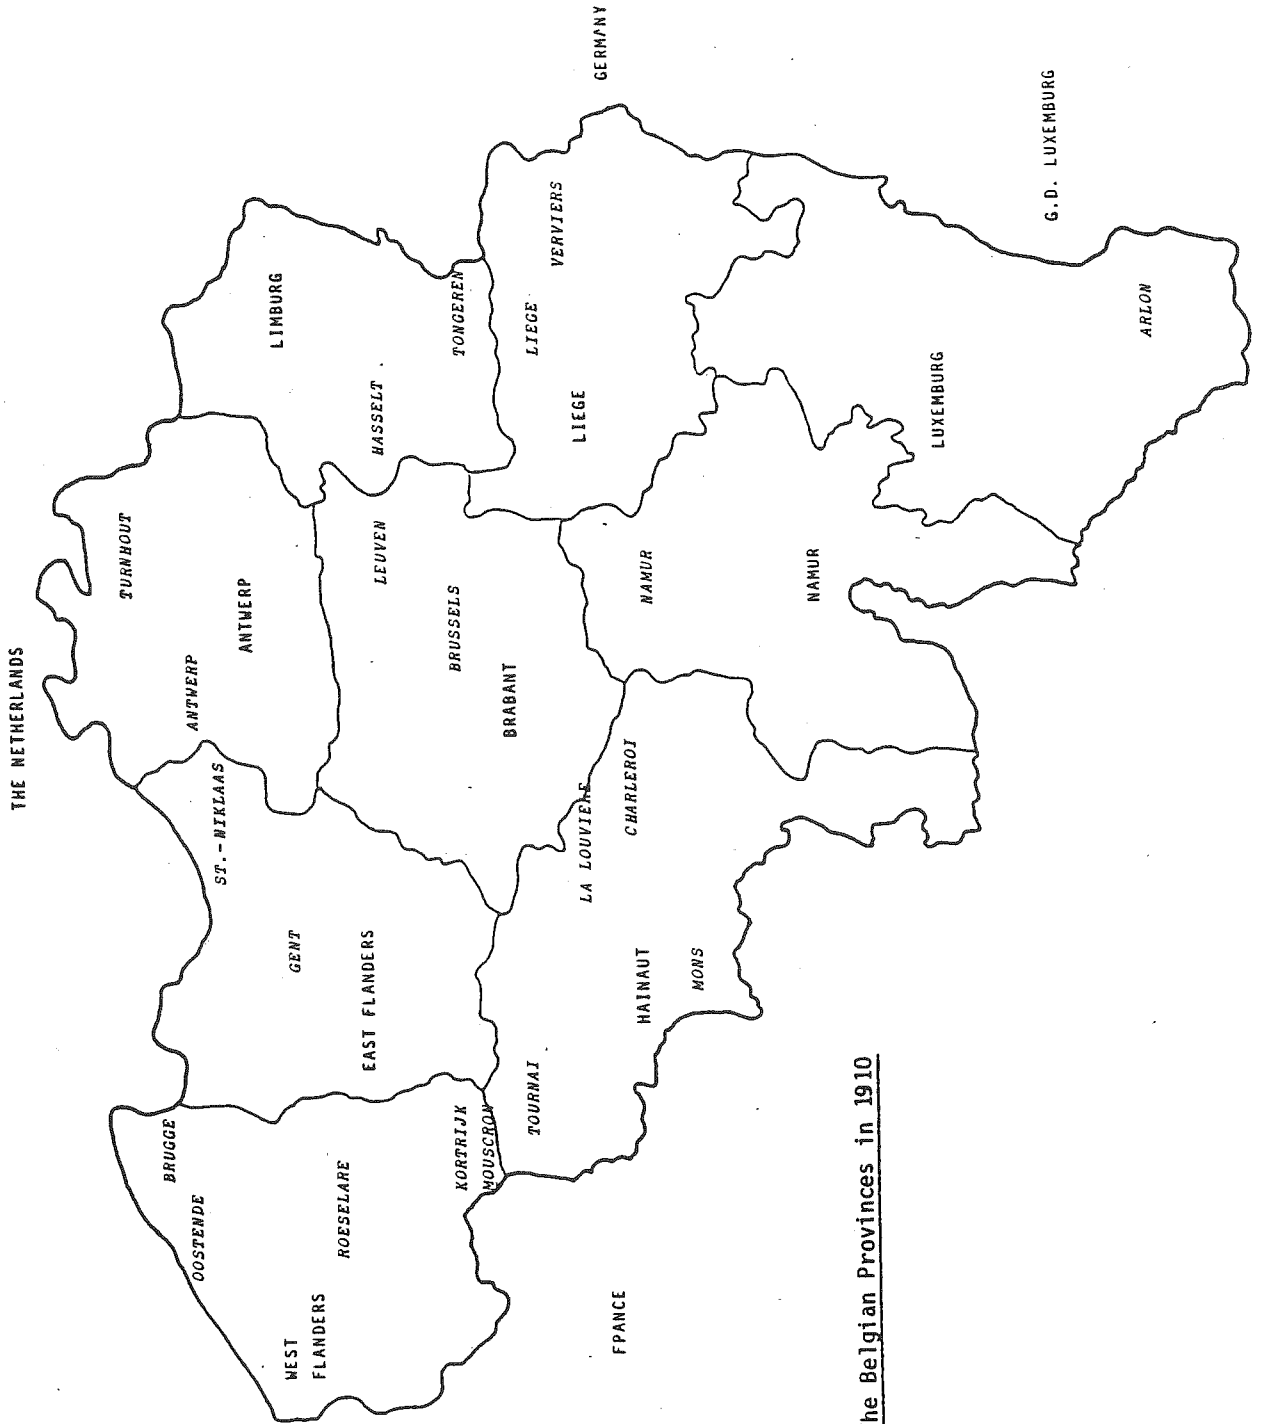 THE NETHERLANDS
GERMANY
G.D. LUXEMBURG
FPANCE
WEST
FLANDERS
OOSTENDE
BRUGGE
ROESELARE
KORTRIJK
MOUSCRON
EAST FLANDERS
GENT
ST.-NIKLAAS
ANTWERP
ANTWERP
TURNHOUT
LIMBURG
HASSELT
TONGEREN
LEUVEN
BRUSSELS
BRABANT
LIEGE
VERVIERS
LIEGE
TOURNAI
HAINAUT
MONS
LA LOUVIERE
CHARLEROI
NAMUR
NAMUR
LUXEMBURG
ARLON
he Belgian Provinces in 1910